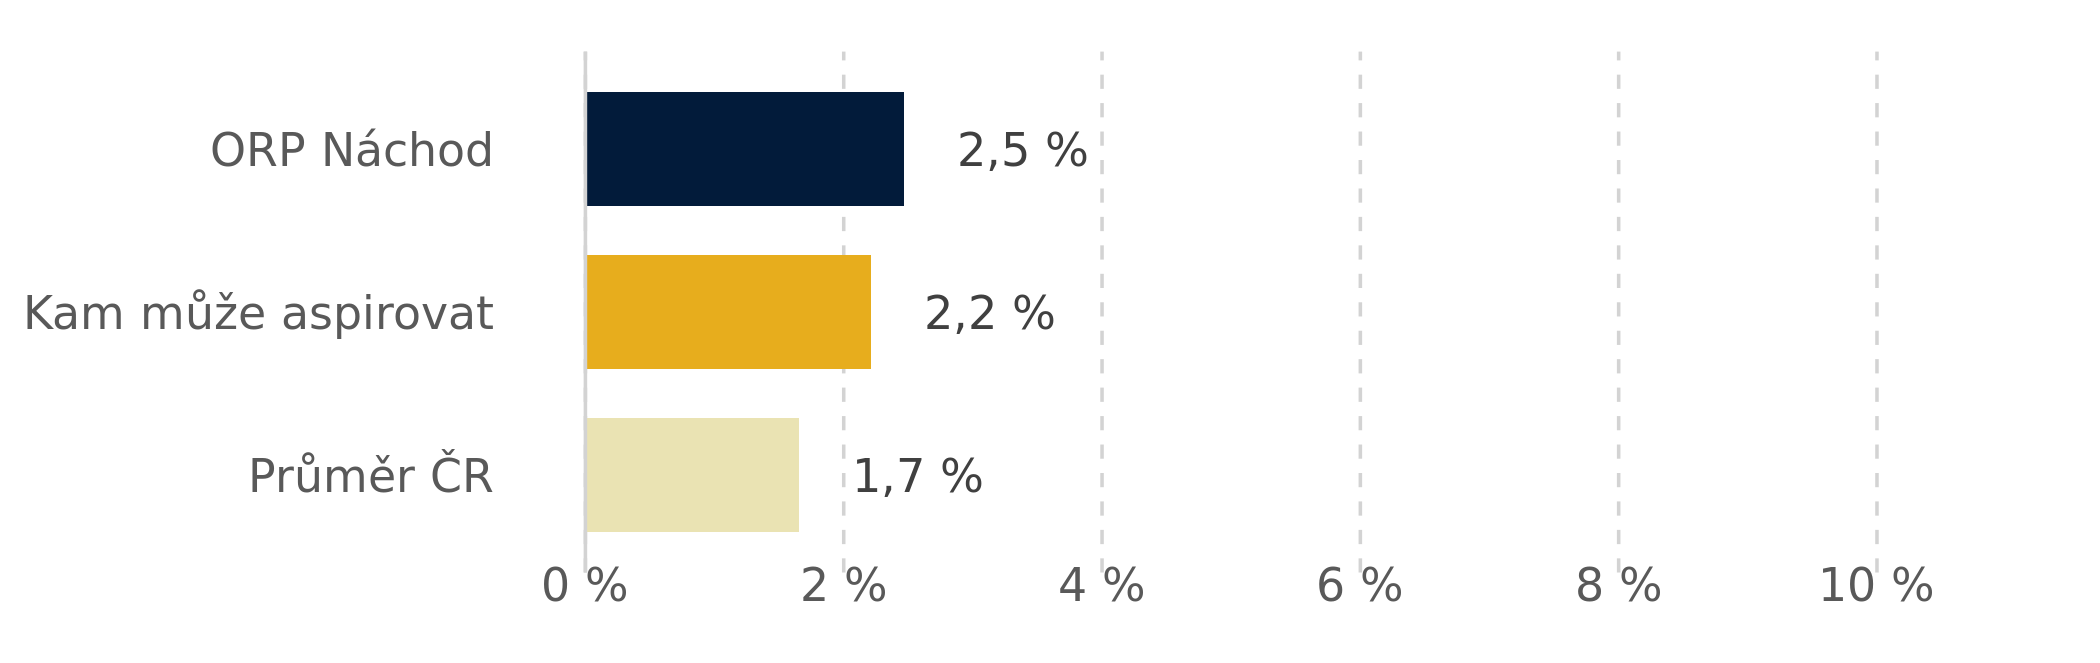 ORP Náchod 2,5 %
Kam může aspirovat 2,2 %
Průměr ČR 1,7 %
0 % 2 % 4 % 6 % 8 % 10 %